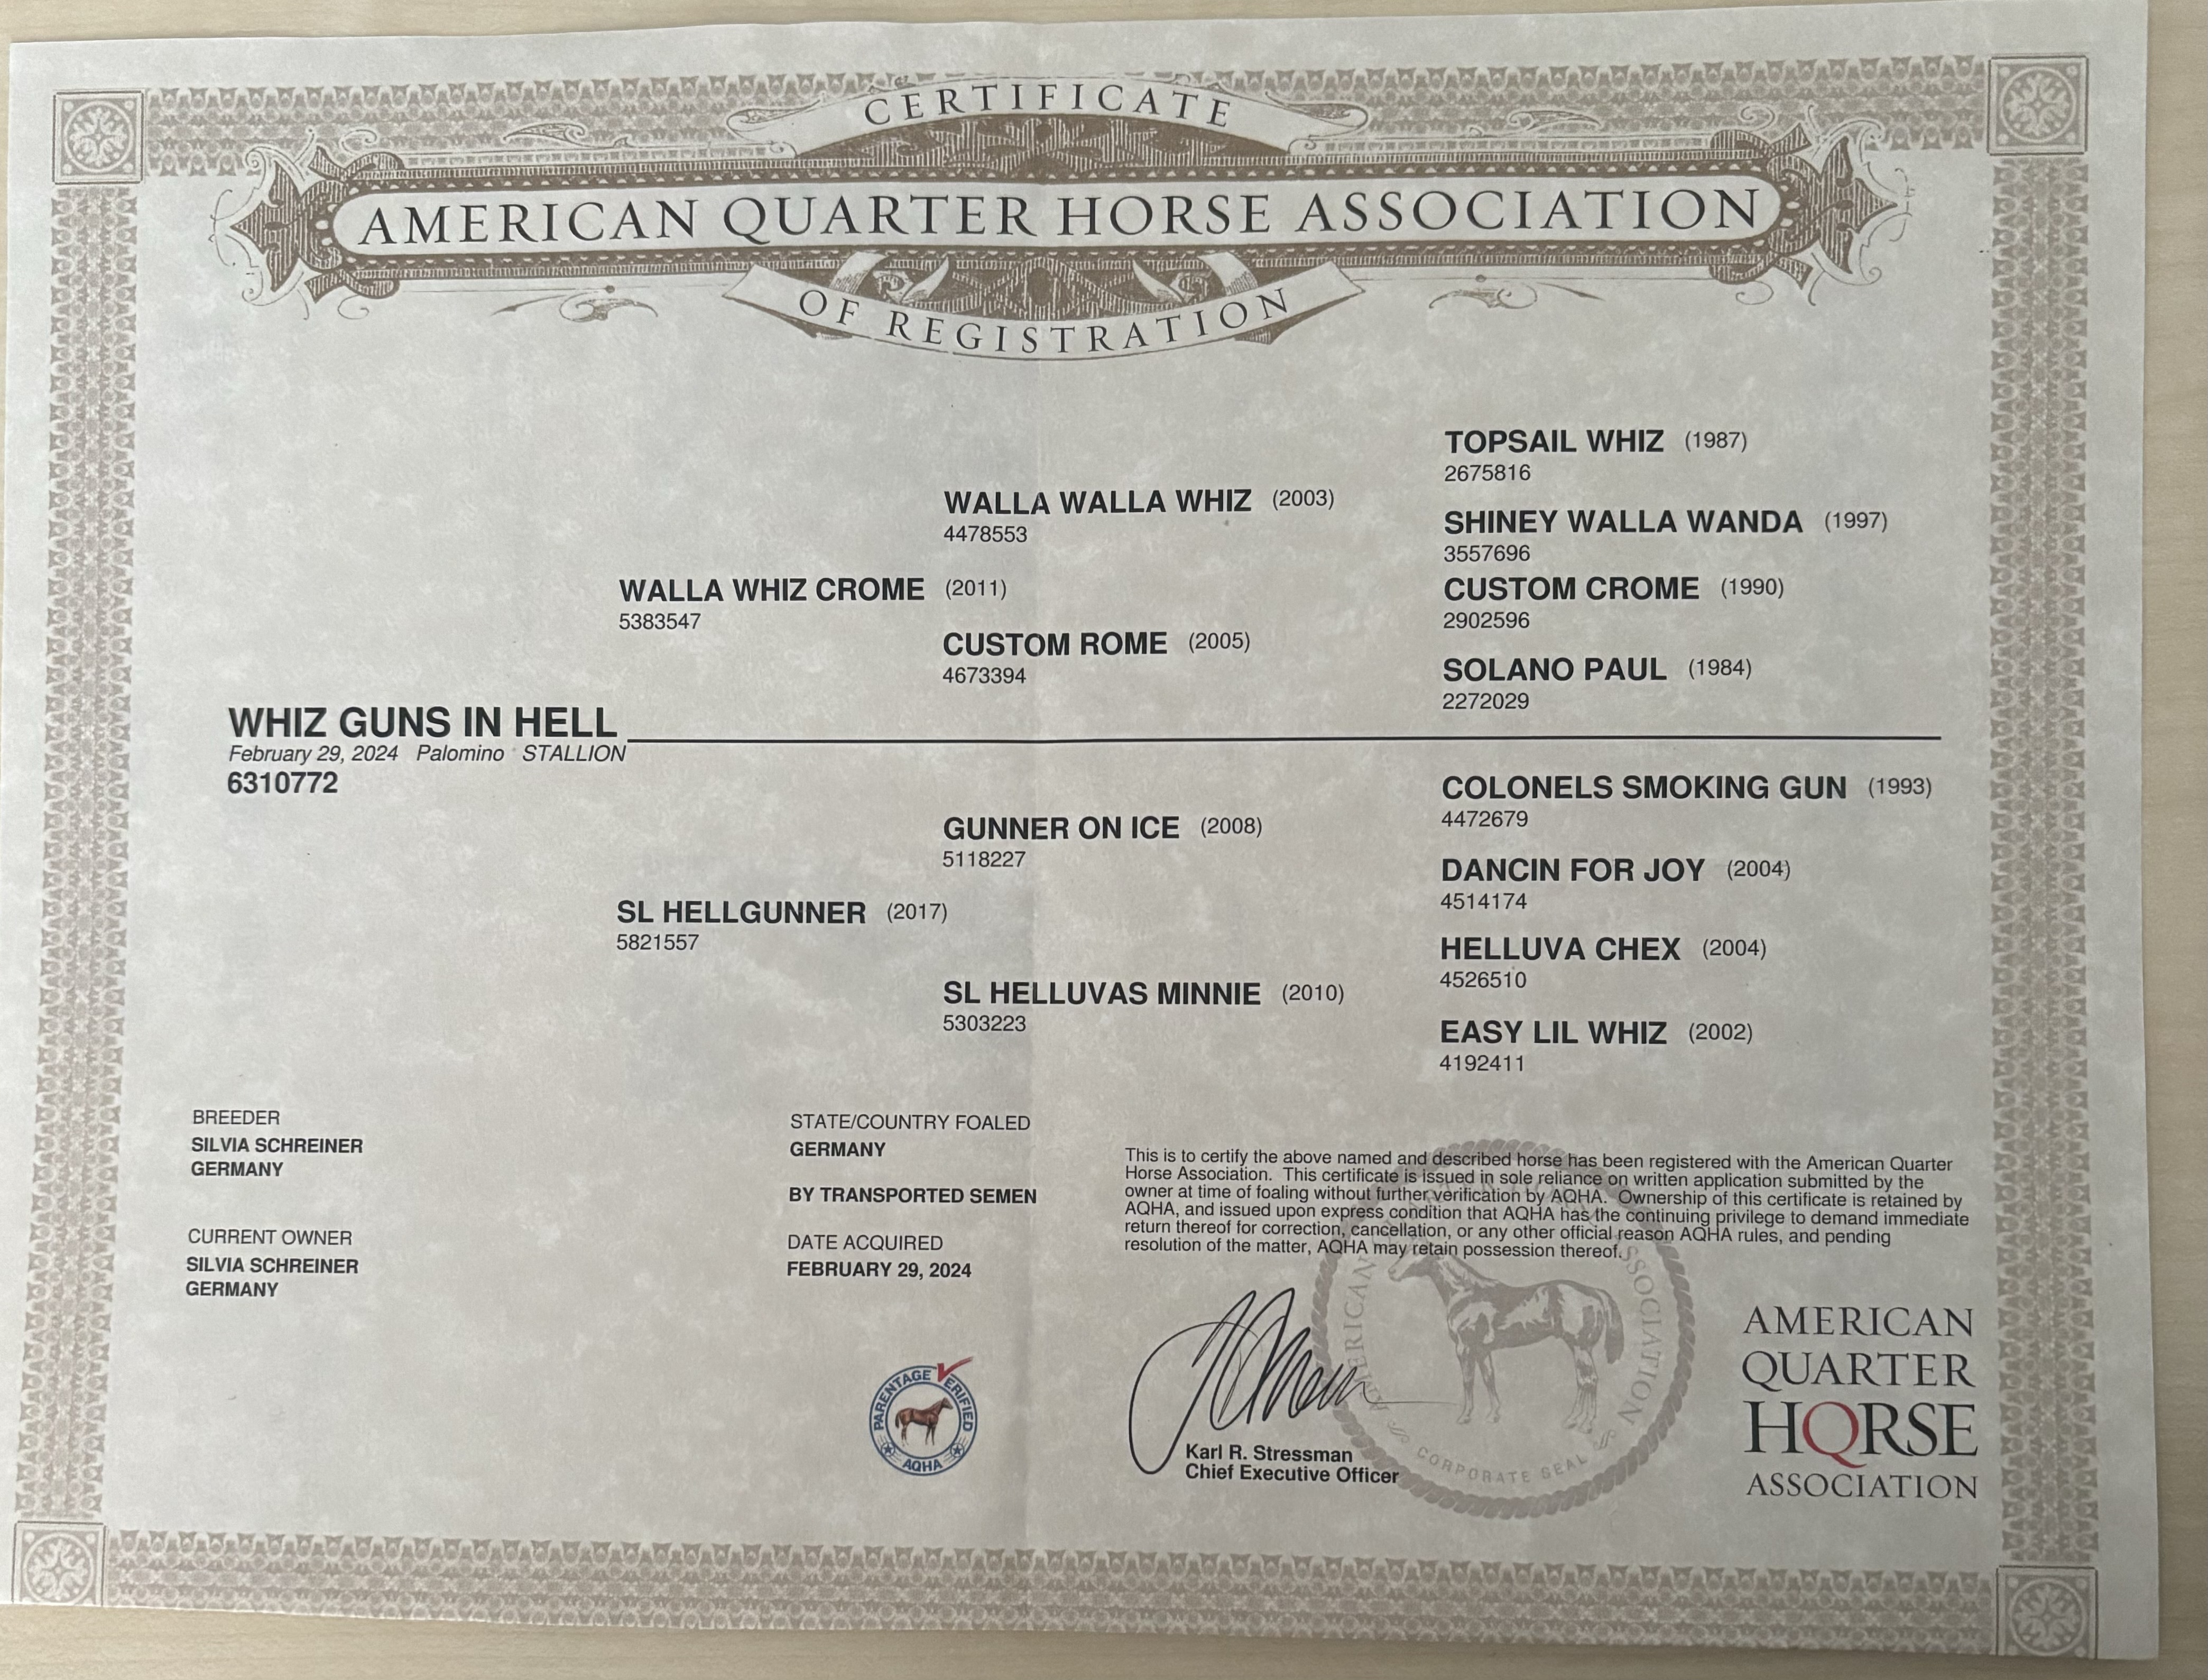 CERTIFICATE
AMERICAN QUARTER HORSE ASSOCIATION
OF REGISTRATION
TOPSAIL WHIZ (1987)
2675816
WALLA WALLA WHIZ (2003)
4478553
SHINEY WALLA WANDA (1997)
3557696
WALLA WHIZ CROME (2011)
5383547
CUSTOM CROME (1990)
2902596
CUSTOM ROME (2005)
4673394
SOLANO PAUL (1984)
2272029
WHIZ GUNS IN HELL
February 29, 2024 Palomino STALLION
6310772
COLONELS SMOKING GUN (1993)
4472679
GUNNER ON ICE (2008)
5118227
DANCIN FOR JOY (2004)
4514174
SL HELLGUNNER (2017)
5821557
HELLUVA CHEX (2004)
4526510
SL HELLUVAS MINNIE (2010)
5303223
EASY LIL WHIZ (2002)
4192411
BREEDER
SILVIA SCHREINER
GERMANY
STATE/COUNTRY FOALED
GERMANY
BY TRANSPORTED SEMEN
CURRENT OWNER
SILVIA SCHREINER
GERMANY
DATE ACQUIRED
FEBRUARY 29, 2024
This is to certify the above named and described horse has been registered with the American Quarter
Horse Association. This certificate is issued in sole reliance on written application submitted by the
owner at time of foaling without further verification by AQHA. Ownership of this certificate is retained by
AQHA, and issued upon express condition that AQHA has the continuing privilege to demand immediate
return thereof for correction, cancellation, or any other official reason AQHA rules, and pending
resolution of the matter, AQHA may retain possession thereof.
PARENTAGE VERIFIED
AQHA
Karl R. Stressman
Chief Executive Officer
AMERICAN QUARTER HORSE ASSOCIATION
CORPORATE SEAL
AMERICAN
QUARTER
HORSE
ASSOCIATION